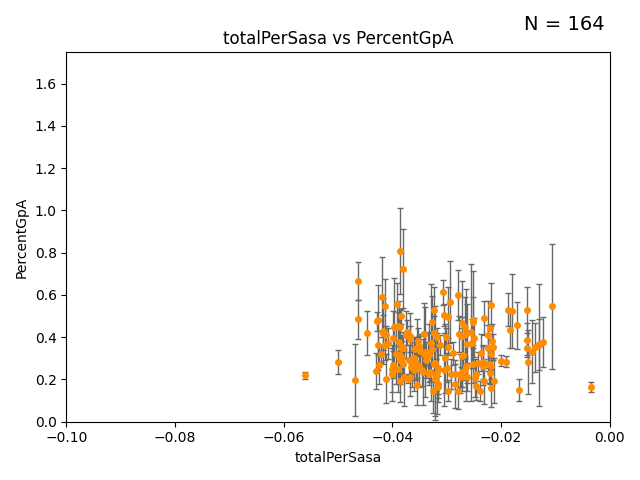 N = 164
totalPerSasa vs PercentGpA
PercentGpA
1.6
1.4
1.2
1.0
0.8
0.6
0.4
0.2
0.0
−0.10 −0.08 −0.06 −0.04 −0.02 0.00
totalPerSasa